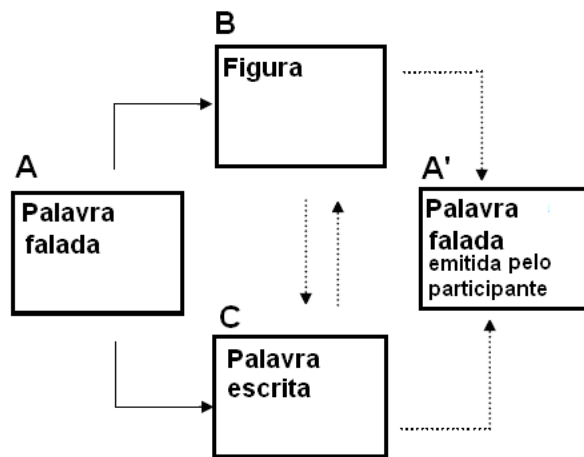 B
Figura
A
Palavra
falada
A'
Palavra
falada
emitida pelo
participante
C
Palavra
escrita